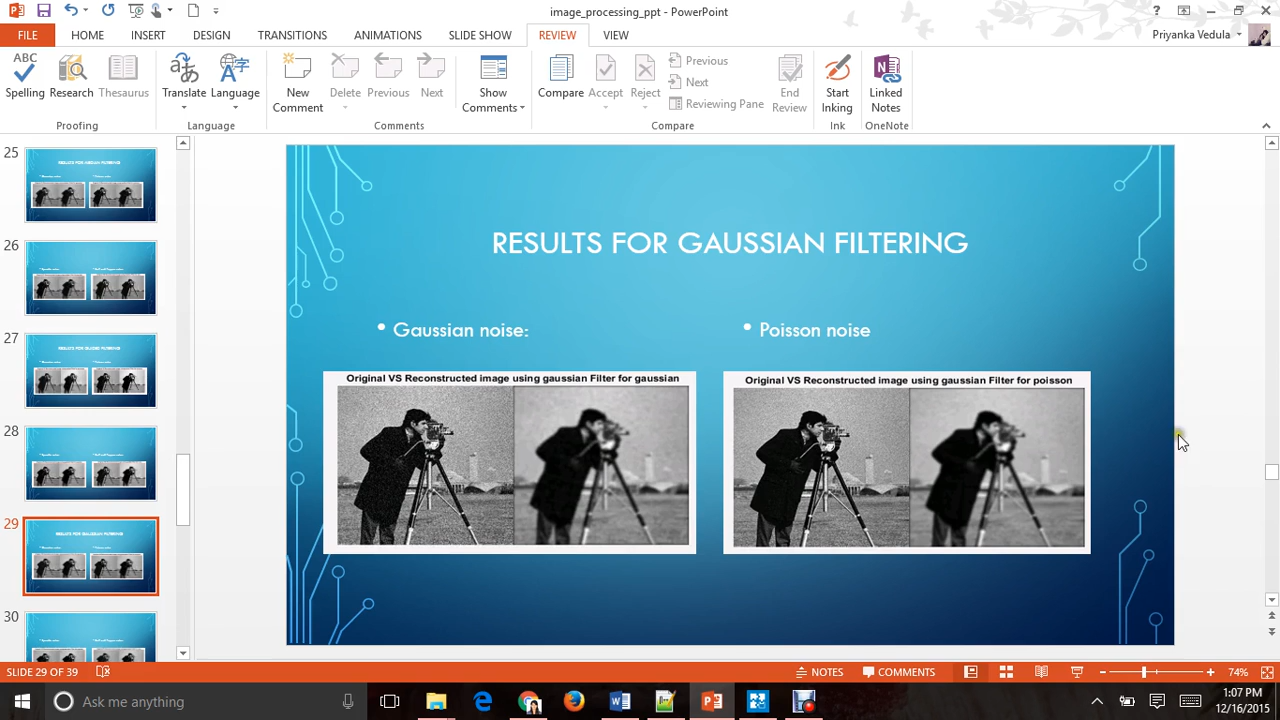 image_processing_ppt - PowerPoint
FILE HOME INSERT DESIGN TRANSITIONS ANIMATIONS SLIDE SHOW REVIEW VIEW Priyanka Vedula
ABC
Spelling Research Thesaurus
Proofing
Translate Language
Language
New Comment Delete Previous Next Show Comments
Comments
Compare Accept Reject
Previous
Next
Reviewing Pane
End Review
Compare
Start Inking
Ink
Linked Notes
OneNote
25
26
27
28
29
30
RESULTS FOR GAUSSIAN FILTERING
• Gaussian noise:
• Poisson noise
Original VS Reconstructed image using gaussian Filter for gaussian
Original VS Reconstructed image using gaussian Filter for poisson
SLIDE 29 OF 39 NOTES COMMENTS 74%
Ask me anything
1:07 PM
12/16/2015